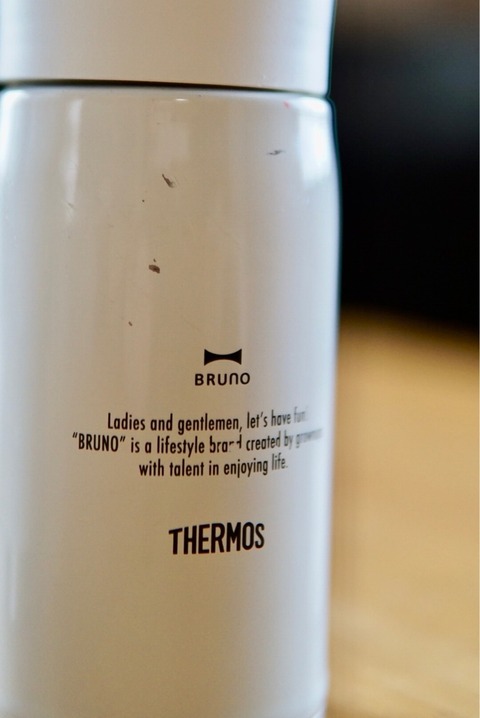 BRUNO
Ladies and gentlemen, let's have fun!
"BRUNO" is a lifestyle brand created by
with talent in enjoying life.
THERMOS